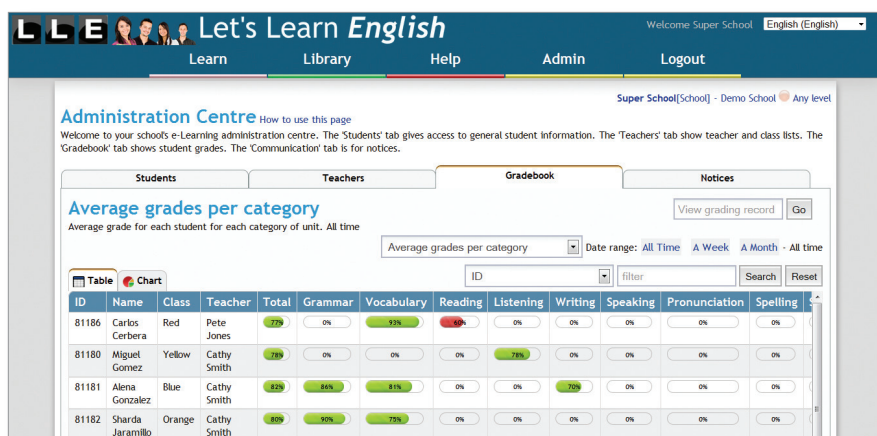 LLE Let's Learn English
Welcome Super School English (English)
Learn Library Help Admin Logout
Super School[School] - Demo School Any level
Administration Centre How to use this page
Welcome to your school's e-Learning administration centre. The 'Students' tab gives access to general student information. The 'Teachers' tab show teacher and class lists. The
'Gradebook' tab shows student grades. The 'Communication' tab is for notices.
Students Teachers Gradebook Notices
Average grades per category View grading record Go
Average grade for each student for each category of unit. All time
Average grades per category Date range: All Time A Week A Month - All time
Table Chart ID filter Search Reset
ID Name Class Teacher Total Grammar Vocabulary Reading Listening Writing Speaking Pronunciation Spelling
81186 Carlos Red Pete 77% 0% 93% 60% 0% 0% 0% 0% 0%
Cerbera Jones
81180 Miguel Yellow Cathy 78% 0% 0% 0% 78% 0% 0% 0% 0%
Gomez Smith
81181 Alena Blue Cathy 82% 86% 81% 0% 0% 70% 0% 0% 0%
Gonzalez Smith
81182 Sharda Orange Cathy 80% 90% 75% 0% 0% 0% 0% 0% 0%
Jaramillo Smith